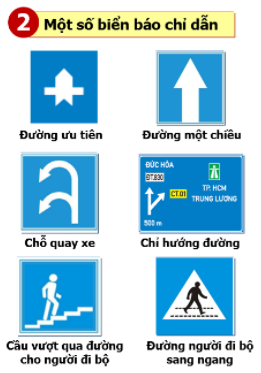 2 Một số biển báo chỉ dẫn
Đường ưu tiên
Đường một chiều
ĐỨC HÒA
ĐT.830
CT.01
TP. HCM
TRUNG LƯƠNG
500 m
Chỗ quay xe
Chỉ hướng đường
Cầu vượt qua đường
cho người đi bộ
Đường người đi bộ
sang ngang